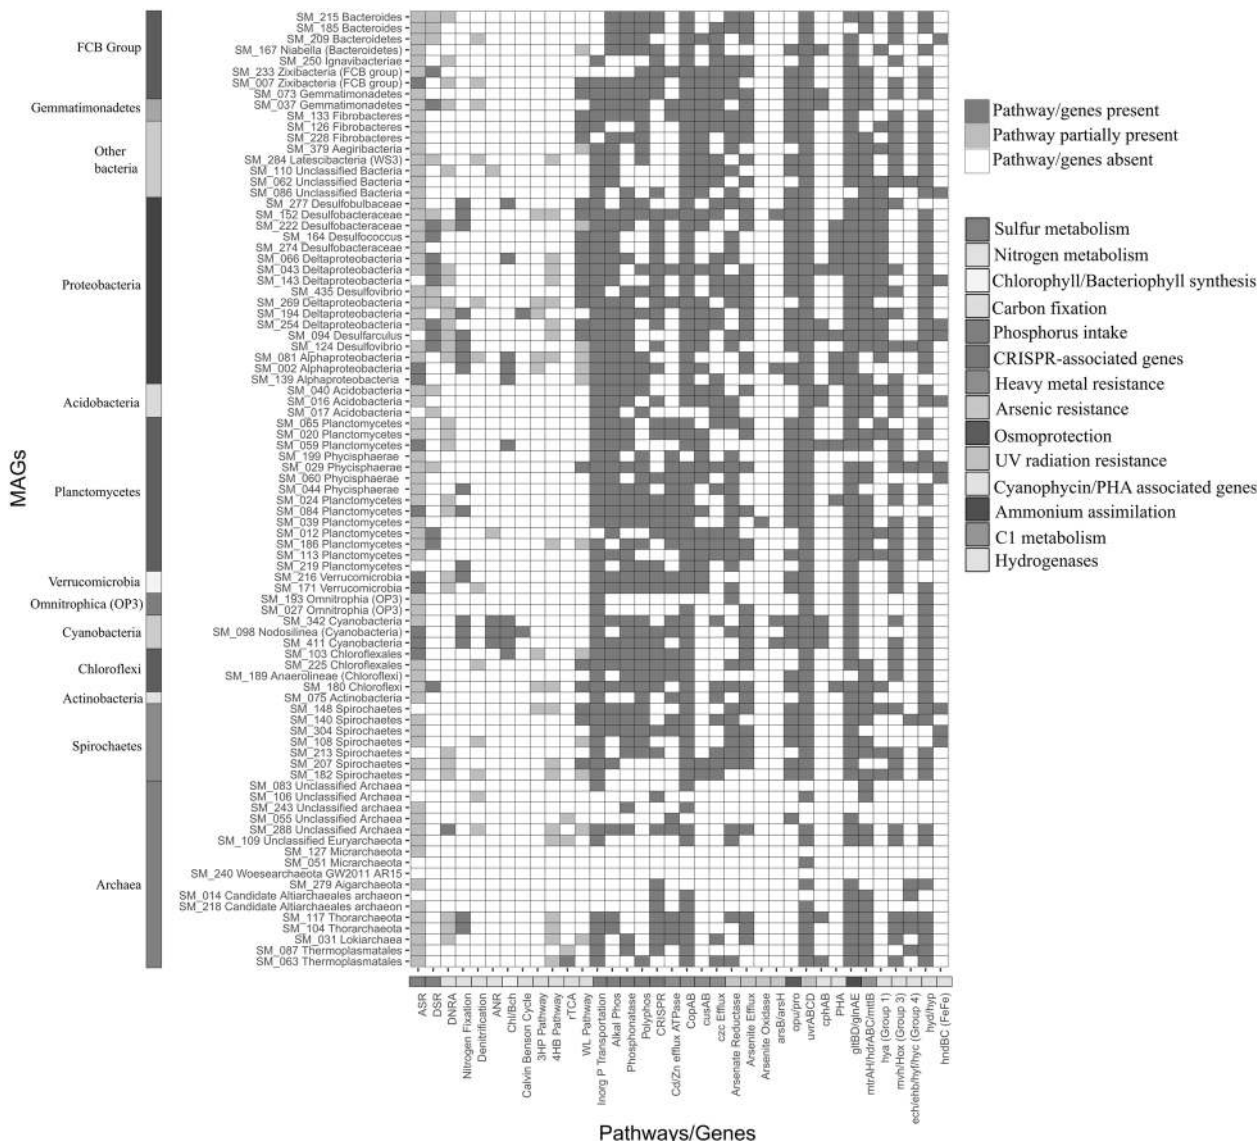 FCB Group
Gemmatimonadetes
Other
bacteria
Proteobacteria
Acidobacteria
Planctomycetes
Verrucomicrobia
Omnitrophica (OP3)
Cyanobacteria
Chloroflexi
Actinobacteria
Spirochaetes
Archaea
MAGs
SM_215 Bacteroides
SM_185 Bacteroides
SM_209 Bacteroides
SM_167 Niabella (Bacteroidetes)
SM_250 Ignavibacteriae
SM_233 Zixibacteria (FCB group)
SM_007 Zixibacteria (FCB group)
SM_073 Gemmatimonadetes
SM_037 Gemmatimonadetes
SM_133 Fibrobacteres
SM_126 Fibrobacteres
SM_228 Fibrobacteres
SM_379 Aegiribacteria
SM_284 Latescibacteria (WS3)
SM_110 Unclassified Bacteria
SM_062 Unclassified Bacteria
SM_086 Unclassified Bacteria
SM_277 Desulfobulbaceae
SM_152 Desulfobacteraceae
SM_222 Desulfobacteraceae
SM_164 Desulfococcus
SM_274 Desulfobacteraceae
SM_066 Deltaproteobacteria
SM_043 Deltaproteobacteria
SM_143 Deltaproteobacteria
SM_435 Desulfovibrio
SM_269 Deltaproteobacteria
SM_194 Deltaproteobacteria
SM_254 Deltaproteobacteria
SM_094 Desulfarculus
SM_124 Desulfovibrio
SM_081 Alphaproteobacteria
SM_002 Alphaproteobacteria
SM_139 Alphaproteobacteria
SM_040 Acidobacteria
SM_016 Acidobacteria
SM_017 Acidobacteria
SM_065 Planctomycetes
SM_020 Planctomycetes
SM_059 Planctomycetes
SM_199 Phycisphaerae
SM_029 Phycisphaerae
SM_060 Phycisphaerae
SM_044 Phycisphaerae
SM_024 Planctomycetes
SM_084 Planctomycetes
SM_039 Planctomycetes
SM_012 Planctomycetes
SM_186 Planctomycetes
SM_113 Planctomycetes
SM_219 Planctomycetes
SM_216 Verrucomicrobia
SM_171 Verrucomicrobia
SM_193 Omnitrophia (OP3)
SM_027 Omnitrophia (OP3)
SM_342 Cyanobacteria
SM_098 Nodosilinea (Cyanobacteria)
SM_411 Cyanobacteria
SM_103 Chloroflexales
SM_225 Chloroflexales
SM_189 Anaerolineae (Chloroflexi)
SM_180 Chloroflexi
SM_075 Actinobacteria
SM_148 Spirochaetes
SM_140 Spirochaetes
SM_304 Spirochaetes
SM_108 Spirochaetes
SM_213 Spirochaetes
SM_207 Spirochaetes
SM_182 Spirochaetes
SM_083 Unclassified Archaea
SM_106 Unclassified Archaea
SM_243 Unclassified archaea
SM_055 Unclassified Archaea
SM_288 Unclassified Archaea
SM_109 Unclassified Euryarchaeota
SM_127 Micrarchaeota
SM_051 Micrarchaeota
SM_240 Woesearchaeota GW2011 AR15
SM_279 Aigarchaeota
SM_014 Candidate Altiarchaeales archaeon
SM_218 Candidate Altiarchaeales archaeon
SM_117 Thorarchaeota
SM_104 Thorarchaeota
SM_031 Lokiarchaea
SM_087 Thermoplasmatales
SM_063 Thermoplasmatales
Pathway/genes present
Pathway partially present
Pathway/genes absent
Sulfur metabolism
Nitrogen metabolism
Chlorophyll/Bacteriophyll synthesis
Carbon fixation
Phosphorus intake
CRISPR-associated genes
Heavy metal resistance
Arsenic resistance
Osmoprotection
UV radiation resistance
Cyanophycin/PHA associated genes
Ammonium assimilation
C1 metabolism
Hydrogenases
ASR
DSR
DNRA
Nitrogen Fixation
Denitrification
ANR
Chl/Bch
Calvin Benson Cycle
3HP Pathway
4HB Pathway
rTCA
WL Pathway
Inorg P Transportation
Alkal Phos
Phosphonatase
Polyphos
CRISPR
Cd/Zn efflux ATPase
CopAB
cusAB
czc Efflux
Arsenate Reductase
Arsenite Efflux
Arsenite Oxidase
arsB/arsH
opu/pro
uvrABCD
cphAB
PHA
gltBD/glnAE
mtrAH/hdrABC/mttB
hya (Group 1)
mvh/Hox (Group 3)
ech/ehb/hyf/hyc (Group 4)
hyd/hyp
hndBC (FeFe)
Pathways/Genes